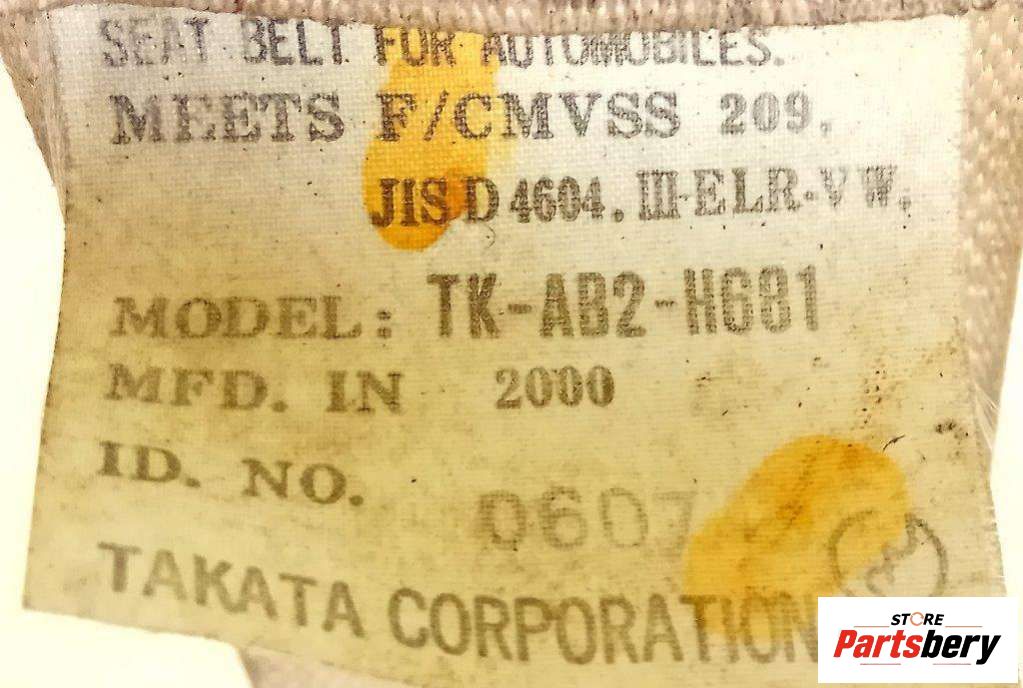 SEAT BELT FOR AUTOMOBILES.
MEETS F/CMVSS 209,
JIS D 4604. III-ELR-VW,
MODEL: TK-AB2-H681
MFD. IN 2000
ID. NO. 0607
TAKATA CORPORATION
STORE
Partsbery